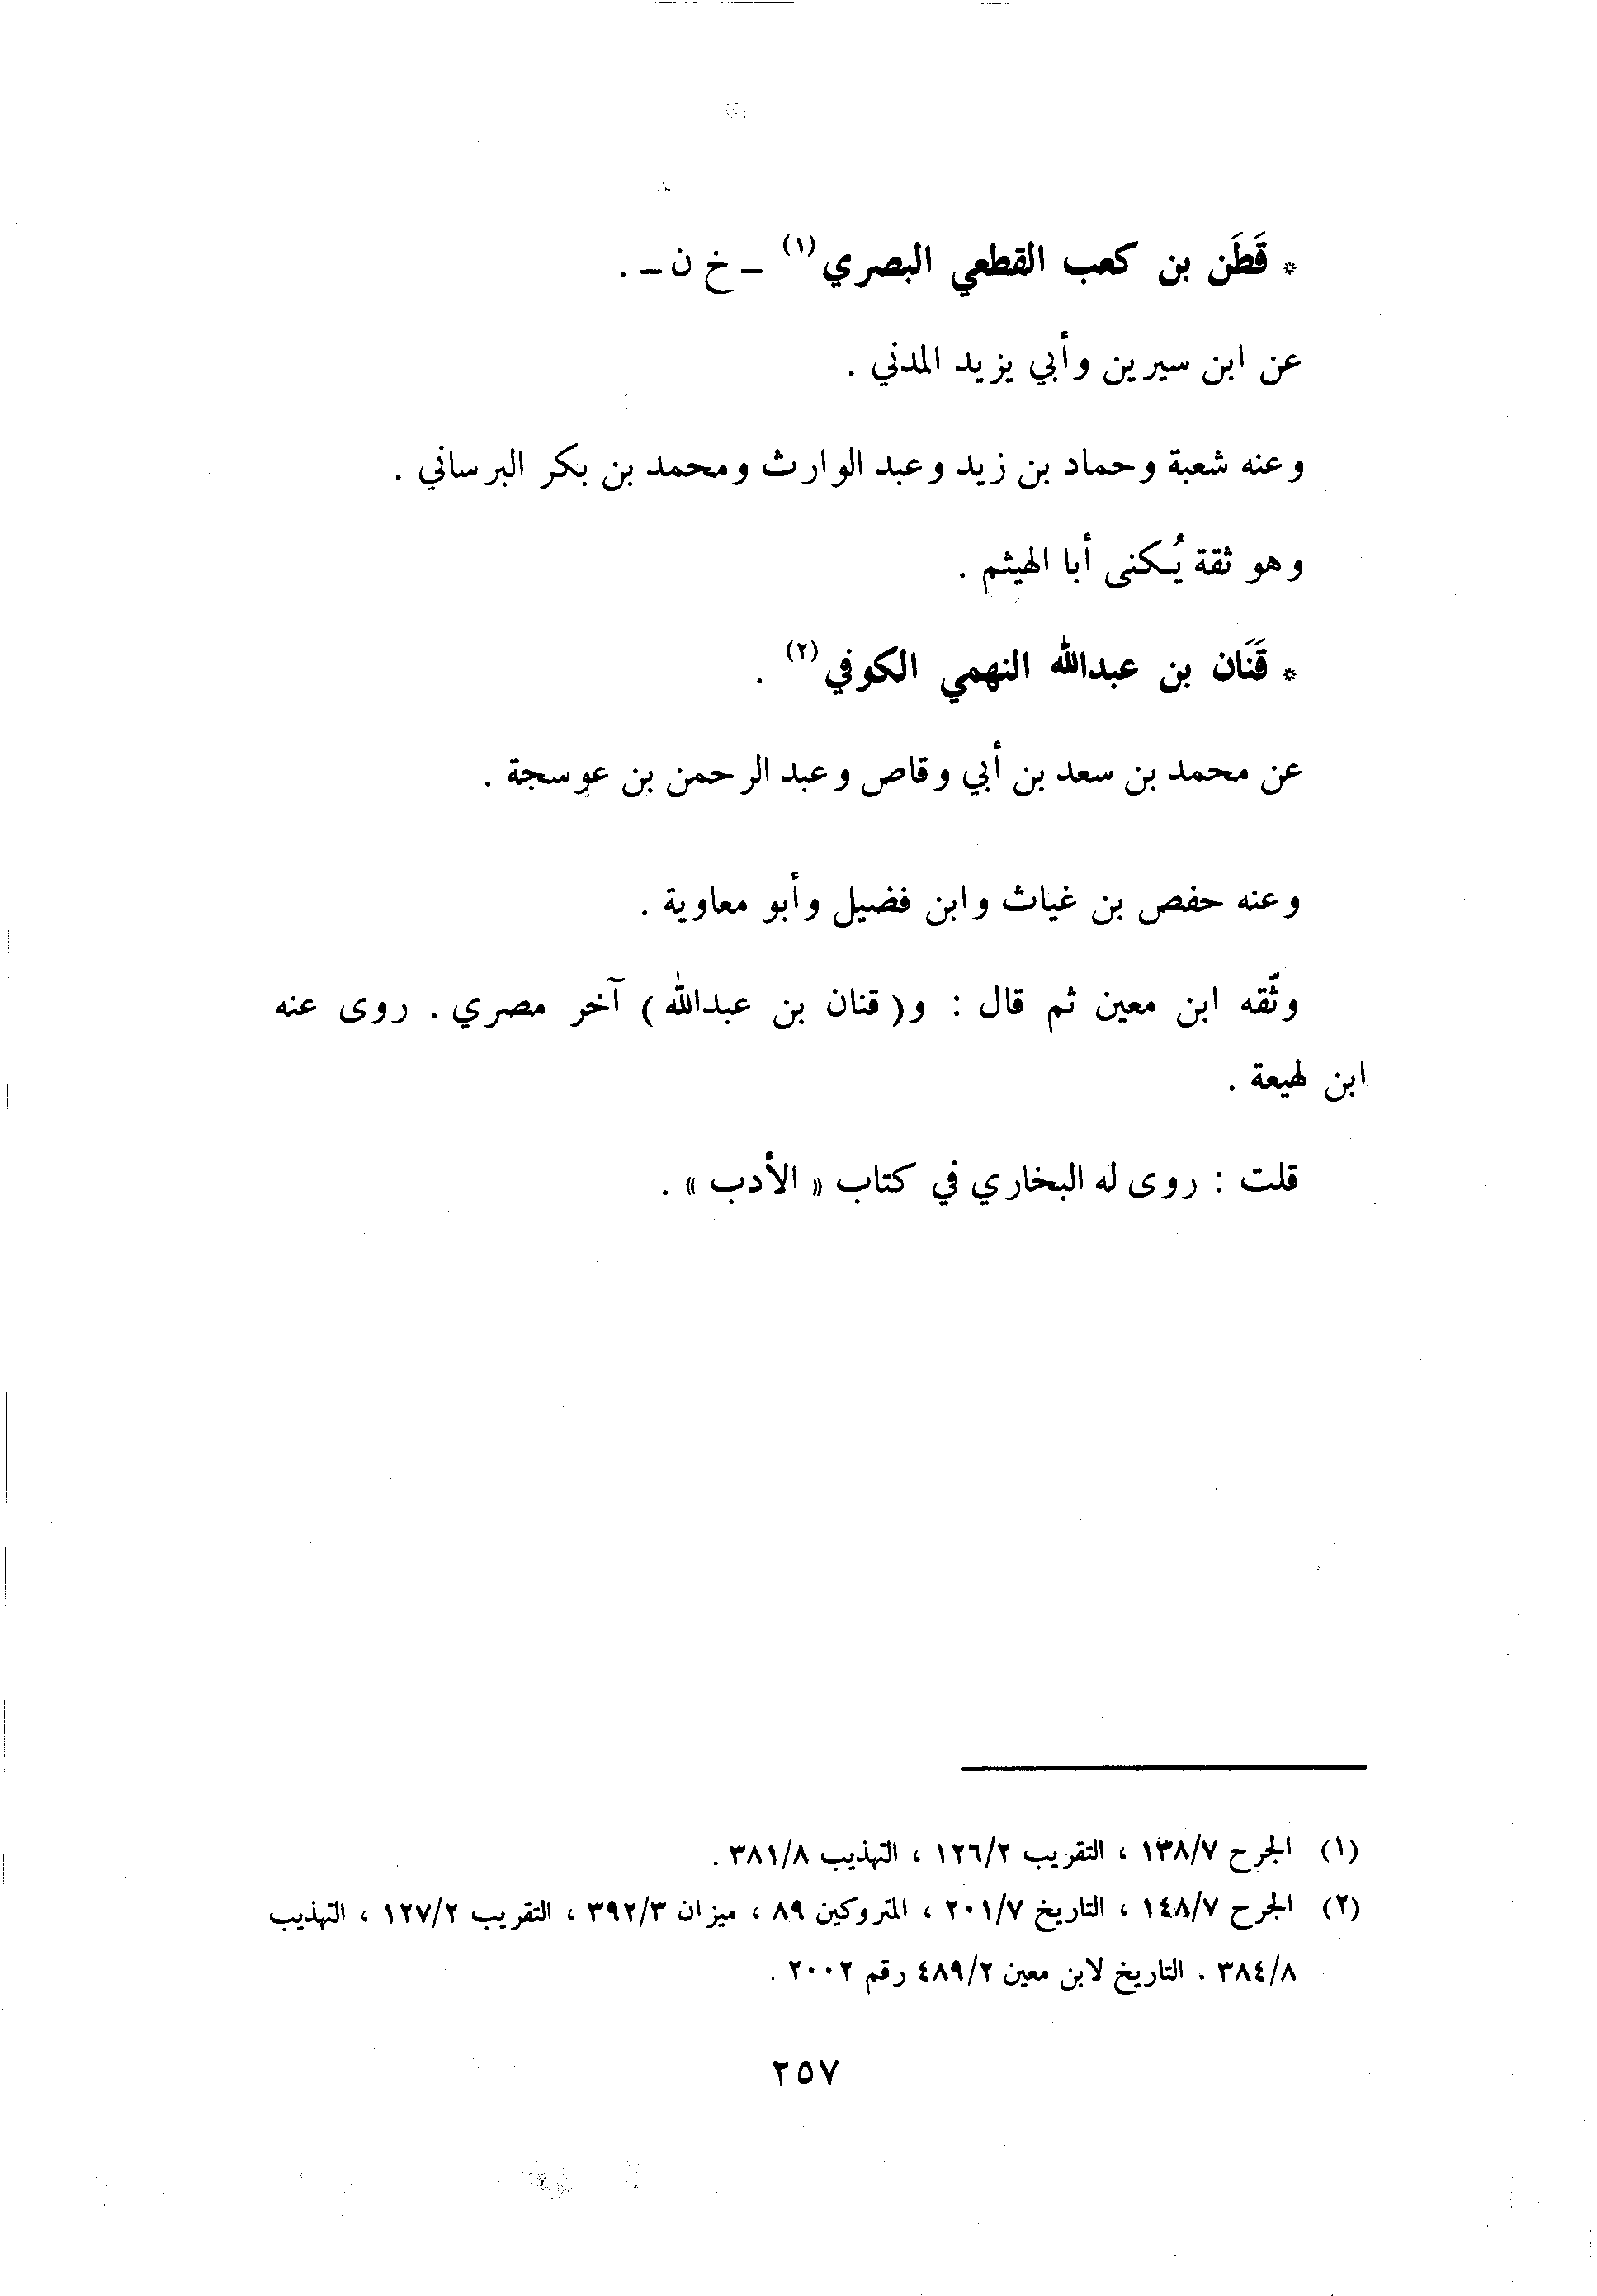 * قَطَن بن كعب القطعي البصري (١) ـ خ ن ـ .
عن ابن سيرين وأبي يزيد المدني .
وعنه شعبة وحماد بن زيد وعبد الوارث ومحمد بن بكر البرساني .
وهو ثقة يُكنى أبا الهيثم .
* قَنَان بن عبدالله النهمي الكوفي (٢) .
عن محمد بن سعد بن أبي وقاص وعبد الرحمن بن عوسجة .
وعنه حفص بن غياث وابن فضيل وأبو معاوية .
وثّقه ابن معين ثم قال : و( قنان بن عبدالله ) آخر مصري . روى عنه
ابن لهيعة .
قلت : روى له البخاري في كتاب « الأدب » .
(١) الجرح ١٣٨/٧ ، التقريب ١٢٦/٢ ، التهذيب ٣٨١/٨ .
(٢) الجرح ١٤٨/٧ ، التاريخ ٢٠١/٧ ، المتروكين ٨٩ ، ميزان ٣٩٢/٣ ، التقريب ١٢٧/٢ ، التهذيب
٣٨٤/٨ . التاريخ لابن معين ٤٨٩/٢ رقم ٢٠٠٢ .
٢٥٧